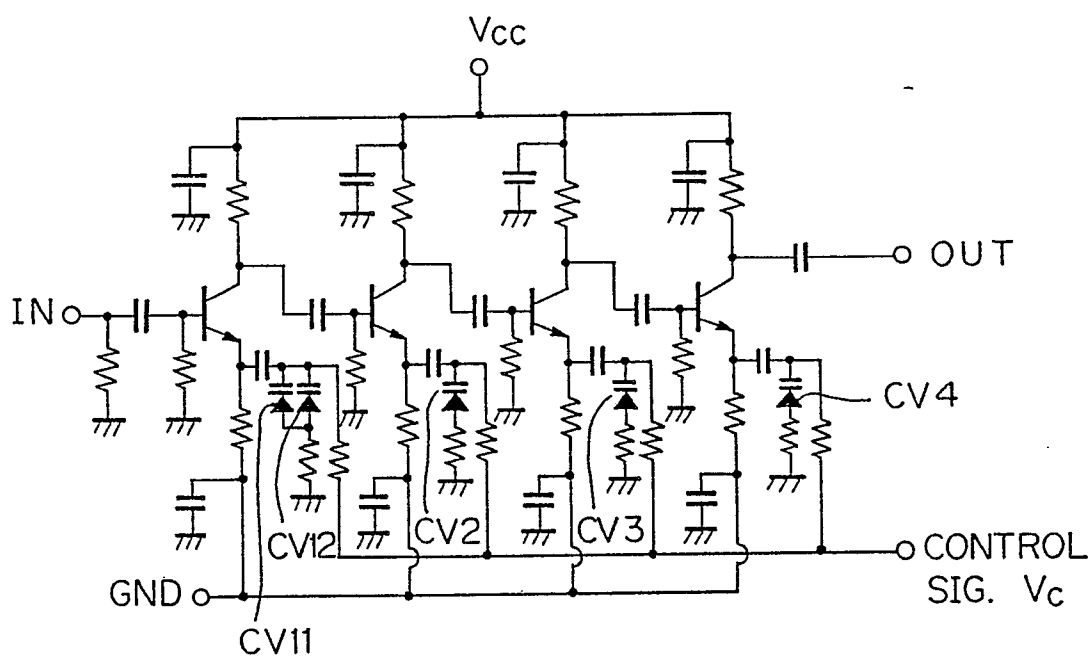 Vcc
OUT
IN
CV4
CV12
CV2
CV3
CONTROL
SIG. Vc
GND
CV11